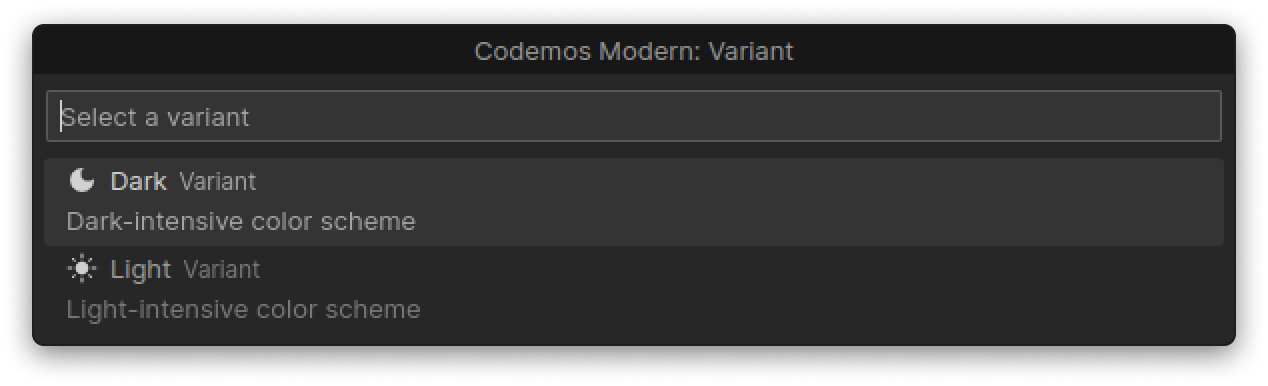 Codemos Modern: Variant
Select a variant
Dark Variant
Dark-intensive color scheme
Light Variant
Light-intensive color scheme